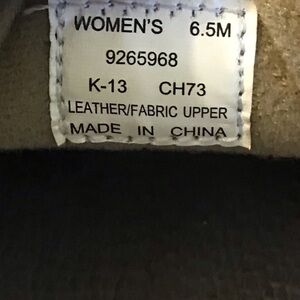 WOMEN'S 6.5M
9265968
K-13 CH73
LEATHER/FABRIC UPPER
MADE IN CHINA